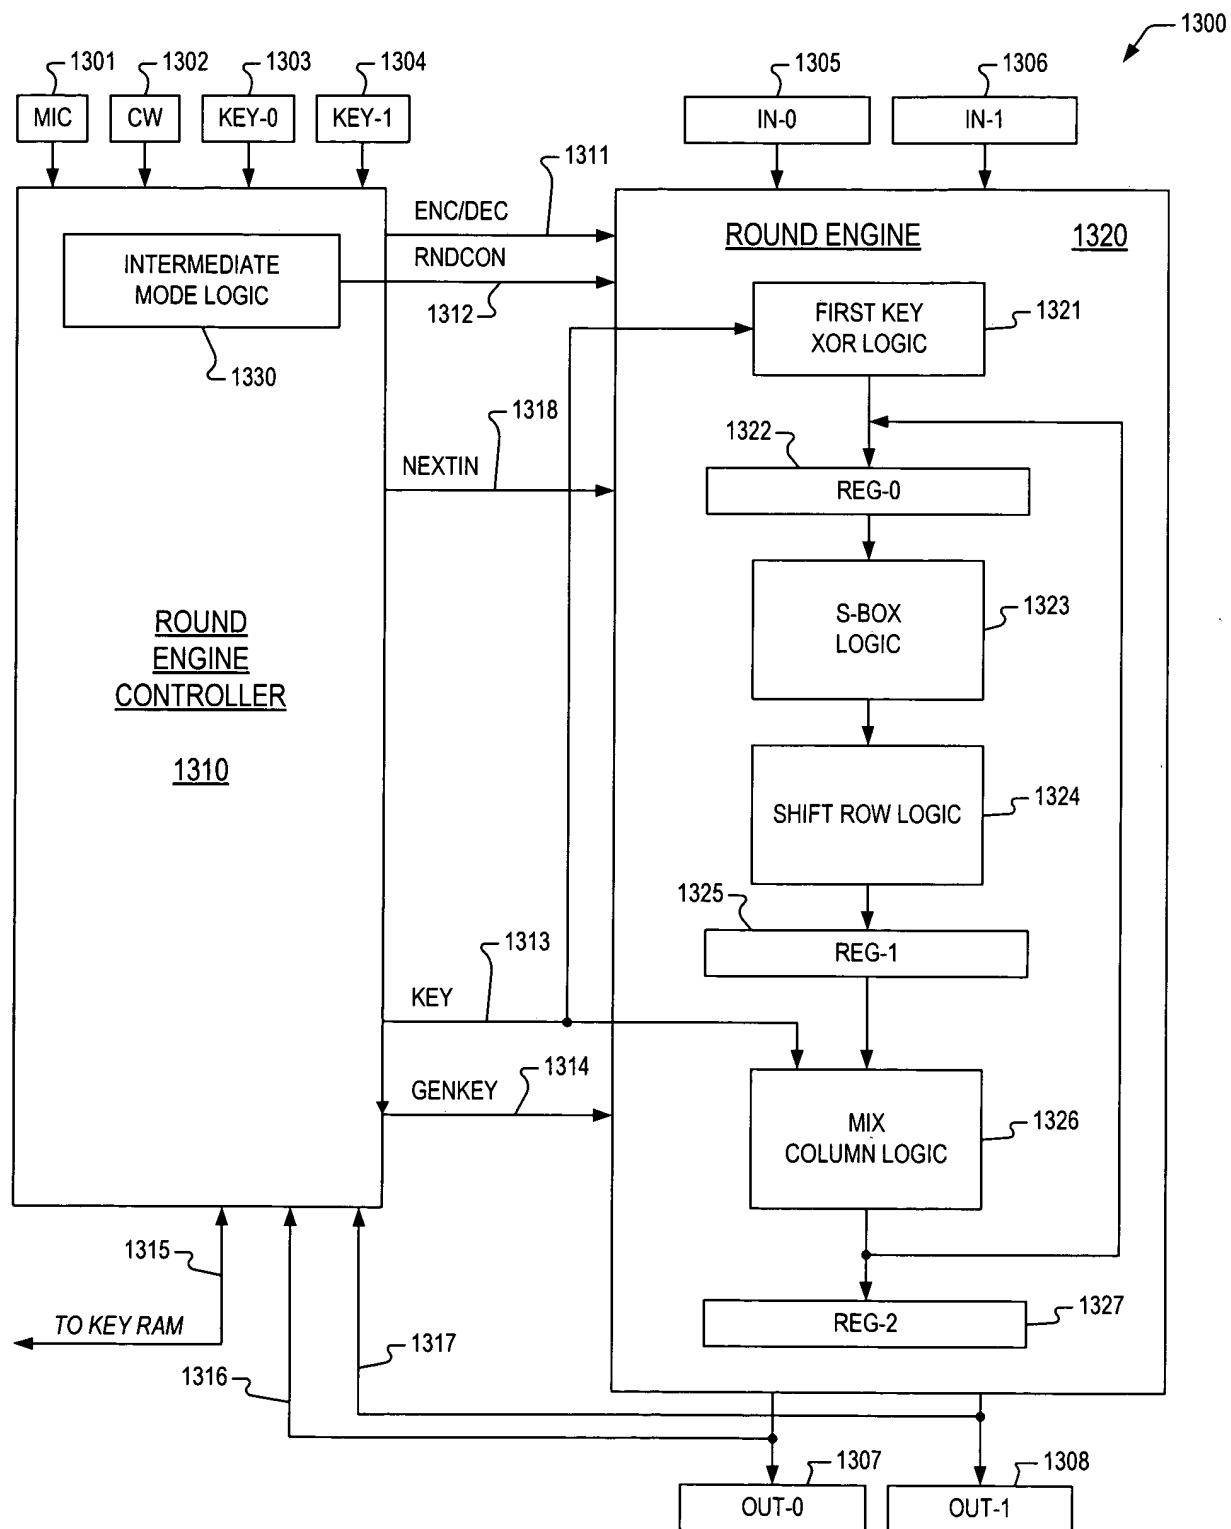 1300
1301
1302
1303
1304
1305
1306
MIC
CW
KEY-0
KEY-1
IN-0
IN-1
1311
ENC/DEC
ROUND ENGINE
1320
INTERMEDIATE
MODE LOGIC
RNDCON
1312
FIRST KEY
XOR LOGIC
1321
1330
1318
1322
NEXTIN
REG-0
S-BOX
LOGIC
1323
ROUND
ENGINE
CONTROLLER
1310
SHIFT ROW LOGIC
1324
1325
1313
REG-1
KEY
1314
GENKEY
MIX
COLUMN LOGIC
1326
1315
TO KEY RAM
REG-2
1327
1317
1316
1307
1308
OUT-0
OUT-1